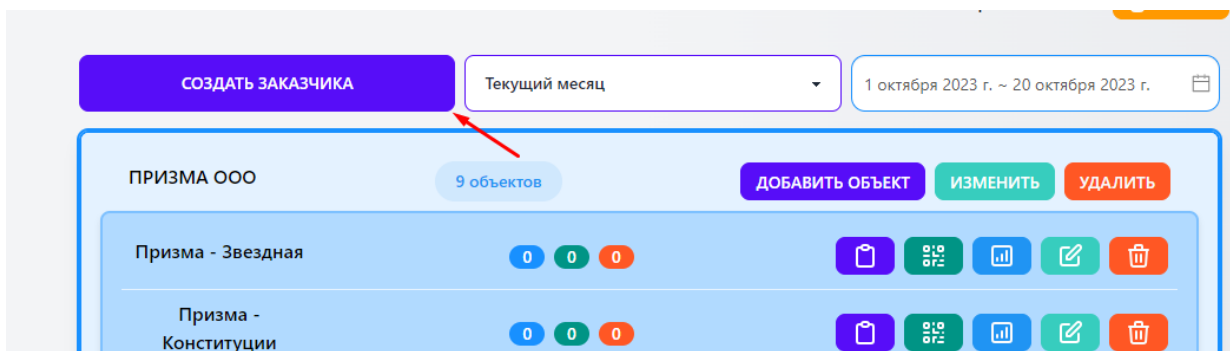 СОЗДАТЬ ЗАКАЗЧИКА
Текущий месяц
1 октября 2023 г. ~ 20 октября 2023 г.
ПРИЗМА ООО
9 объектов
ДОБАВИТЬ ОБЪЕКТ
ИЗМЕНИТЬ
УДАЛИТЬ
Призма - Звездная
0 0 0
Призма -
Конституции
0 0 0